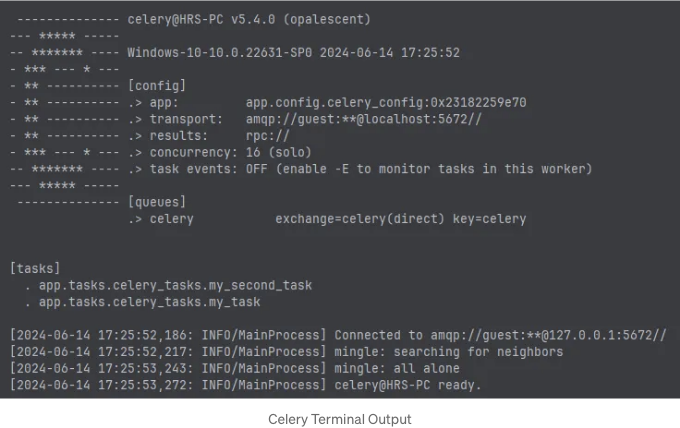 -------------- celery@HRS-PC v5.4.0 (opalescent)
--- ***** -----
-- ******* ---- Windows-10-10.0.22631-SP0 2024-06-14 17:25:52
- *** --- * ---
- ** ---------- [config]
- ** ---------- .> app:         app.config.celery_config:0x23182259e70
- ** ---------- .> transport:   amqp://guest:**@localhost:5672//
- ** ---------- .> results:     rpc://
- *** --- * --- .> concurrency: 16 (solo)
-- ******* ---- .> task events: OFF (enable -E to monitor tasks in this worker)
--- ***** -----
-------------- [queues]
.> celery           exchange=celery(direct) key=celery
[tasks]
. app.tasks.celery_tasks.my_second_task
. app.tasks.celery_tasks.my_task
[2024-06-14 17:25:52,186: INFO/MainProcess] Connected to amqp://guest:**@127.0.0.1:5672//
[2024-06-14 17:25:52,217: INFO/MainProcess] mingle: searching for neighbors
[2024-06-14 17:25:53,243: INFO/MainProcess] mingle: all alone
[2024-06-14 17:25:53,272: INFO/MainProcess] celery@HRS-PC ready.
Celery Terminal Output